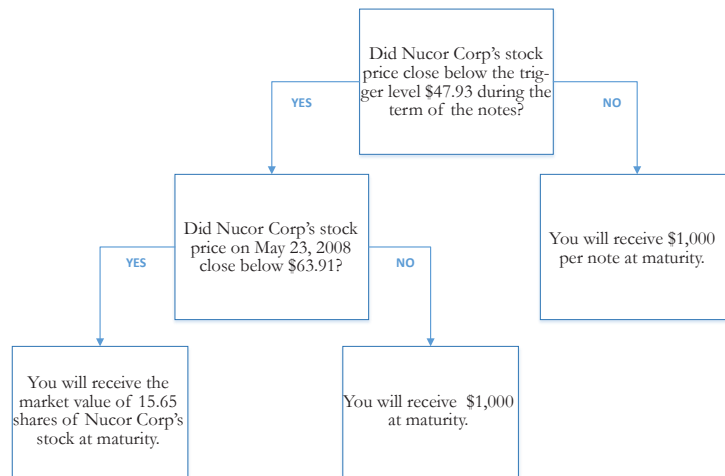 Did Nucor Corp's stock
price close below the trig-
ger level $47.93 during the
term of the notes?
YES
NO
Did Nucor Corp's stock
price on May 23, 2008
close below $63.91?
You will receive $1,000
per note at maturity.
YES
NO
You will receive the
market value of 15.65
shares of Nucor Corp's
stock at maturity.
You will receive $1,000
at maturity.